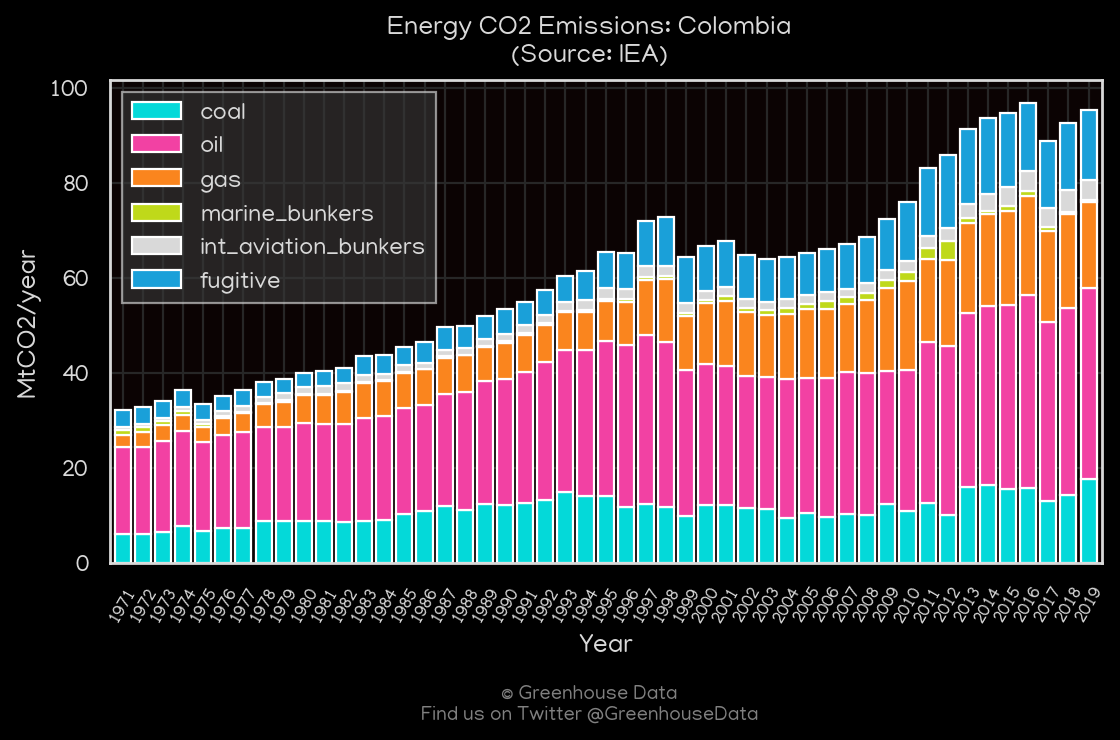 Energy CO2 Emissions: Colombia
(Source: IEA)
MtCO2/year
100
80
60
40
20
0
coal
oil
gas
marine_bunkers
int_aviation_bunkers
fugitive
1971 1972 1973 1974 1975 1976 1977 1978 1979 1980 1981 1982 1983 1984 1985 1986 1987 1988 1989 1990 1991 1992 1993 1994 1995 1996 1997 1998 1999 2000 2001 2002 2003 2004 2005 2006 2007 2008 2009 2010 2011 2012 2013 2014 2015 2016 2017 2018 2019
Year
© Greenhouse Data
Find us on Twitter @GreenhouseData